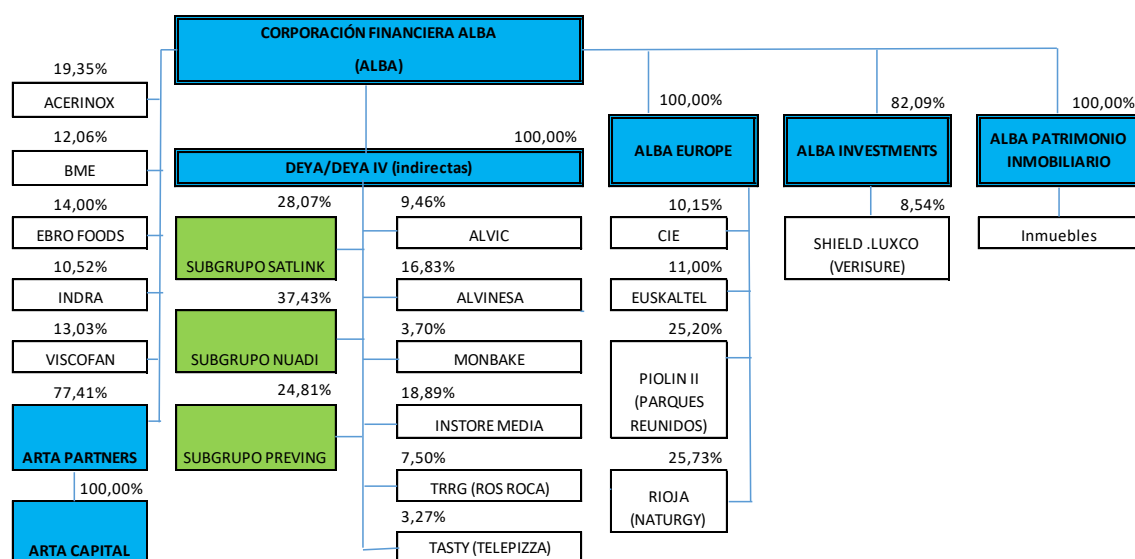 CORPORACIÓN FINANCIERA ALBA
(ALBA)
19,35%
ACERINOX
12,06%
BME
14,00%
EBRO FOODS
10,52%
INDRA
13,03%
VISCOFAN
77,41%
ARTA PARTNERS
100,00%
ARTA CAPITAL
100,00%
DEYA/DEYA IV (indirectas)
28,07%
SUBGRUPO SATLINK
37,43%
SUBGRUPO NUADI
24,81%
SUBGRUPO PREVING
9,46%
ALVIC
16,83%
ALVINESA
3,70%
MONBAKE
18,89%
INSTORE MEDIA
7,50%
TRRG (ROS ROCA)
3,27%
TASTY (TELEPIZZA)
100,00%
ALBA EUROPE
10,15%
CIE
11,00%
EUSKALTEL
25,20%
PIOLIN II
(PARQUES
REUNIDOS)
25,73%
RIOJA
(NATURGY)
82,09%
ALBA INVESTMENTS
8,54%
SHIELD .LUXCO
(VERISURE)
100,00%
ALBA PATRIMONIO
INMOBILIARIO
Inmuebles